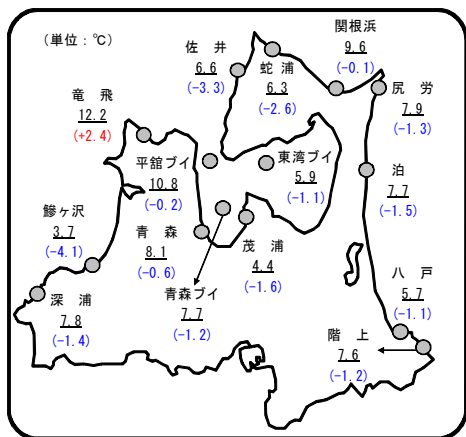 (単位：℃)
関根浜
9.6
(-0.1)
佐 井
6.6
(-3.3)
蛇 浦
6.3
(-2.6)
尻 労
7.9
(-1.3)
竜 飛
12.2
(+2.4)
平舘ブイ
10.8
(-0.2)
東湾ブイ
5.9
(-1.1)
泊
7.7
(-1.5)
鰺ヶ沢
3.7
(-4.1)
青 森
8.1
(-0.6)
茂 浦
4.4
(-1.6)
八 戸
5.7
(-1.1)
深 浦
7.8
(-1.4)
青森ブイ
7.7
(-1.2)
階 上
7.6
(-1.2)